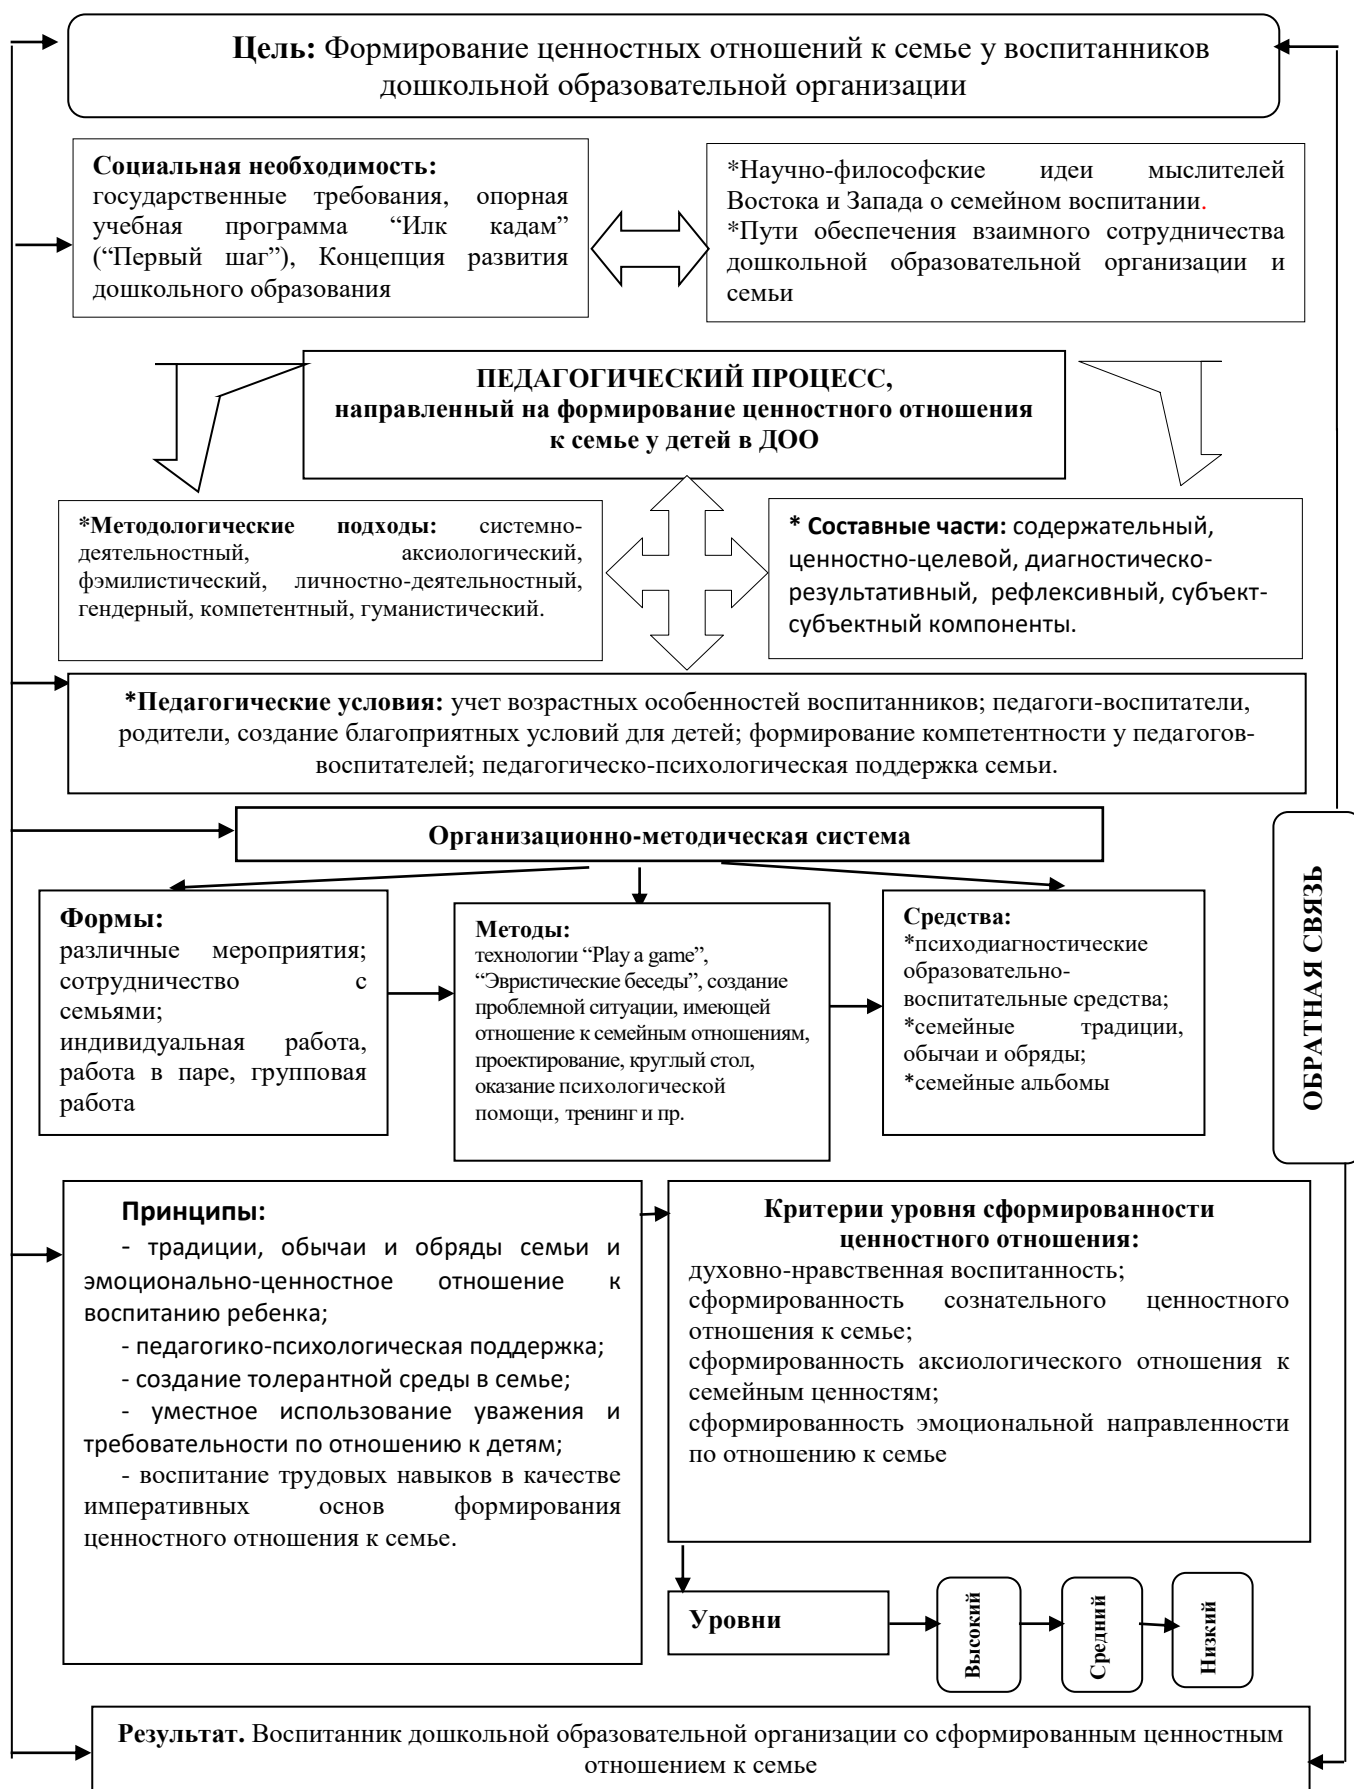 Цель: Формирование ценностных отношений к семье у воспитанников
дошкольной образовательной организации
Социальная необходимость:
государственные требования, опорная
учебная программа “Илк кадам”
(“Первый шаг”), Концепция развития
дошкольного образования
*Научно-философские идеи мыслителей
Востока и Запада о семейном воспитании.
*Пути обеспечения взаимного сотрудничества
дошкольной образовательной организации и
семьи
ПЕДАГОГИЧЕСКИЙ ПРОЦЕСС,
направленный на формирование ценностного отношения
к семье у детей в ДОО
*Методологические подходы: системно-
деятельностный, аксиологический,
фэмилистический, личностно-деятельностный,
гендерный, компетентный, гуманистический.
* Составные части: содержательный,
ценностно-целевой, диагностическо-
результативный, рефлексивный, субъект-
субъектный компоненты.
*Педагогические условия: учет возрастных особенностей воспитанников; педагоги-воспитатели,
родители, создание благоприятных условий для детей; формирование компетентности у педагогов-
воспитателей; педагогическо-психологическая поддержка семьи.
Организационно-методическая система
Формы:
различные мероприятия;
сотрудничество с
семьями;
индивидуальная работа,
работа в паре, групповая
работа
Методы:
технологии “Play a game”,
“Эвристические беседы”, создание
проблемной ситуации, имеющей
отношение к семейным отношениям,
проектирование, круглый стол,
оказание психологической
помощи, тренинг и пр.
Средства:
*психодиагностические
образовательно-
воспитательные средства;
*семейные традиции,
обычаи и обряды;
*семейные альбомы
ОБРАТНАЯ СВЯЗЬ
Принципы:
- традиции, обычаи и обряды семьи и
эмоционально-ценностное отношение к
воспитанию ребенка;
- педагогико-психологическая поддержка;
- создание толерантной среды в семье;
- уместное использование уважения и
требовательности по отношению к детям;
- воспитание трудовых навыков в качестве
императивных основ формирования
ценностного отношения к семье.
Критерии уровня сформированности
ценностного отношения:
духовно-нравственная воспитанность;
сформированность сознательного ценностного
отношения к семье;
сформированность аксиологического отношения к
семейным ценностям;
сформированность эмоциональной направленности
по отношению к семье
Уровни
Высокий
Средний
Низкий
Результат. Воспитанник дошкольной образовательной организации со сформированным ценностным
отношением к семье